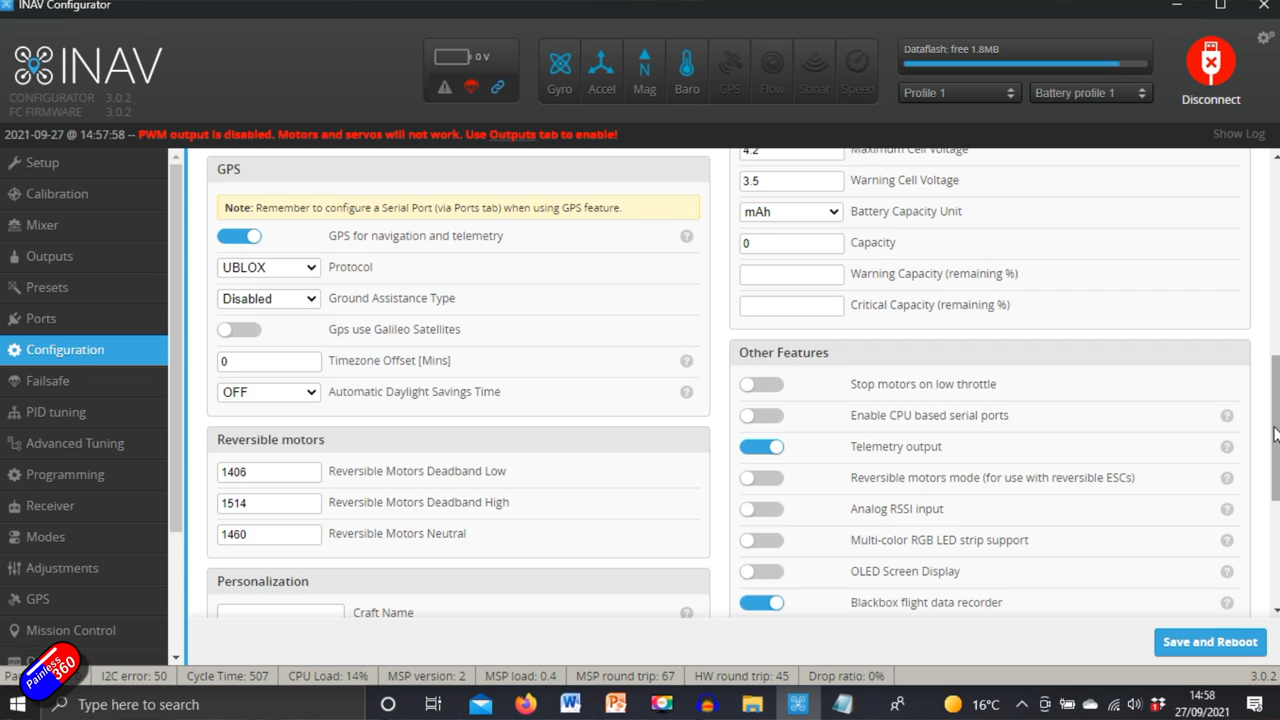 INAV Configurator
INAV
CONFIGURATOR 3.0.2
FC FIRMWARE 3.0.2
0 V
Gyro
Accel
Mag
Baro
GPS
Flow
Sonar
Speed
Dataflash: free 1.8MB
Profile 1
Battery profile 1
Disconnect
2021-09-27 @ 14:57:58 -- PWM output is disabled. Motors and servos will not work. Use Outputs tab to enable!
Show Log
Setup
Calibration
Mixer
Outputs
Presets
Ports
Configuration
Failsafe
PID tuning
Advanced Tuning
Programming
Receiver
Modes
Adjustments
GPS
Mission Control
GPS
Note: Remember to configure a Serial Port (via Ports tab) when using GPS feature.
GPS for navigation and telemetry
UBLOX Protocol
Disabled Ground Assistance Type
Gps use Galileo Satellites
0 Timezone Offset [Mins]
OFF Automatic Daylight Savings Time
Reversible motors
1406 Reversible Motors Deadband Low
1514 Reversible Motors Deadband High
1460 Reversible Motors Neutral
Personalization
Craft Name
4.2 Maximum Cell Voltage
3.5 Warning Cell Voltage
mAh Battery Capacity Unit
0 Capacity
Warning Capacity (remaining %)
Critical Capacity (remaining %)
Other Features
Stop motors on low throttle
Enable CPU based serial ports
Telemetry output
Reversible motors mode (for use with reversible ESCs)
Analog RSSI input
Multi-color RGB LED strip support
OLED Screen Display
Blackbox flight data recorder
Save and Reboot
Painless360
I2C error: 50
Cycle Time: 507
CPU Load: 14%
MSP version: 2
MSP load: 0.4
MSP round trip: 67
HW round trip: 45
Drop ratio: 0%
3.0.2
Type here to search
16°C
14:58
27/09/2021